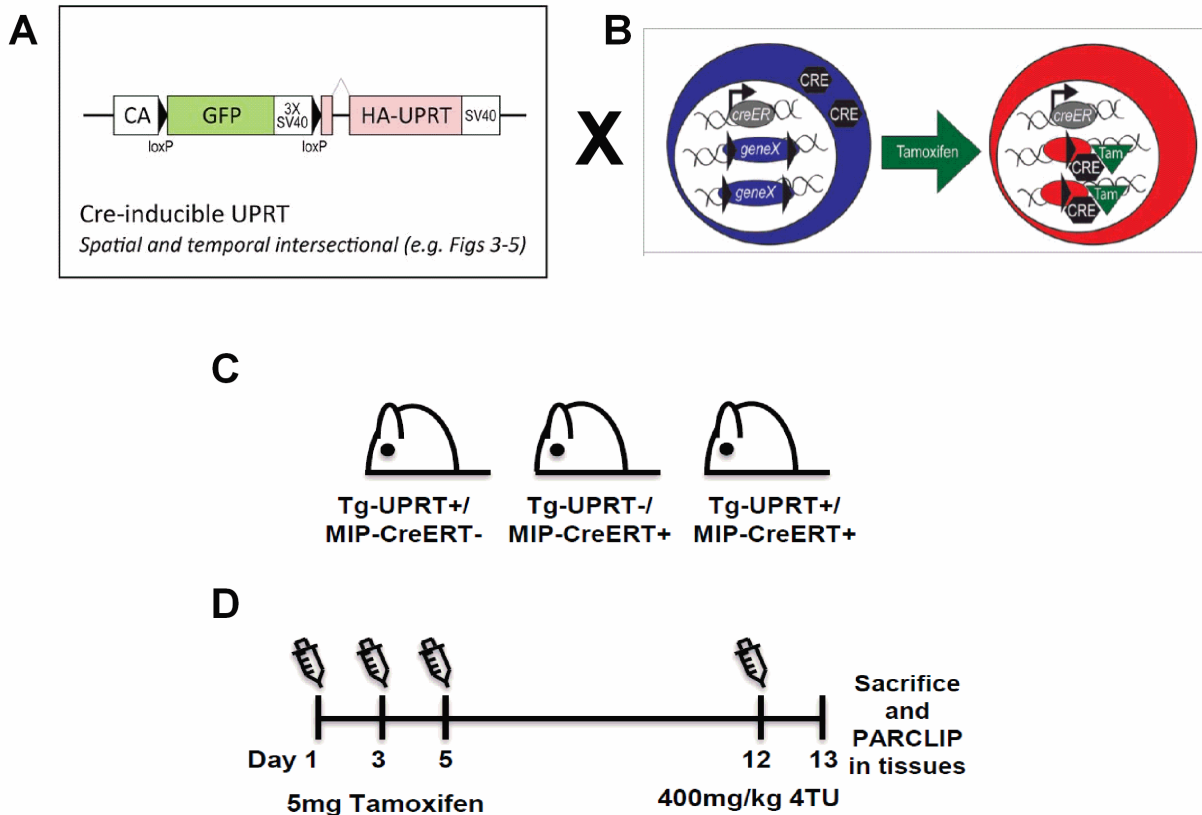 A
CA
GFP
3X
SV40
HA-UPRT
SV40
loxP
loxP
Cre-inducible UPRT
Spatial and temporal intersectional (e.g. Figs 3-5)
X
B
CRE
CRE
creER
geneX
geneX
Tamoxifen
creER
Tam
CRE
Tam
CRE
C
Tg-UPRT+/
MIP-CreERT-
Tg-UPRT-/
MIP-CreERT+
Tg-UPRT+/
MIP-CreERT+
D
Day 1 3 5 12 13
5mg Tamoxifen
400mg/kg 4TU
Sacrifice
and
PARCLIP
in tissues